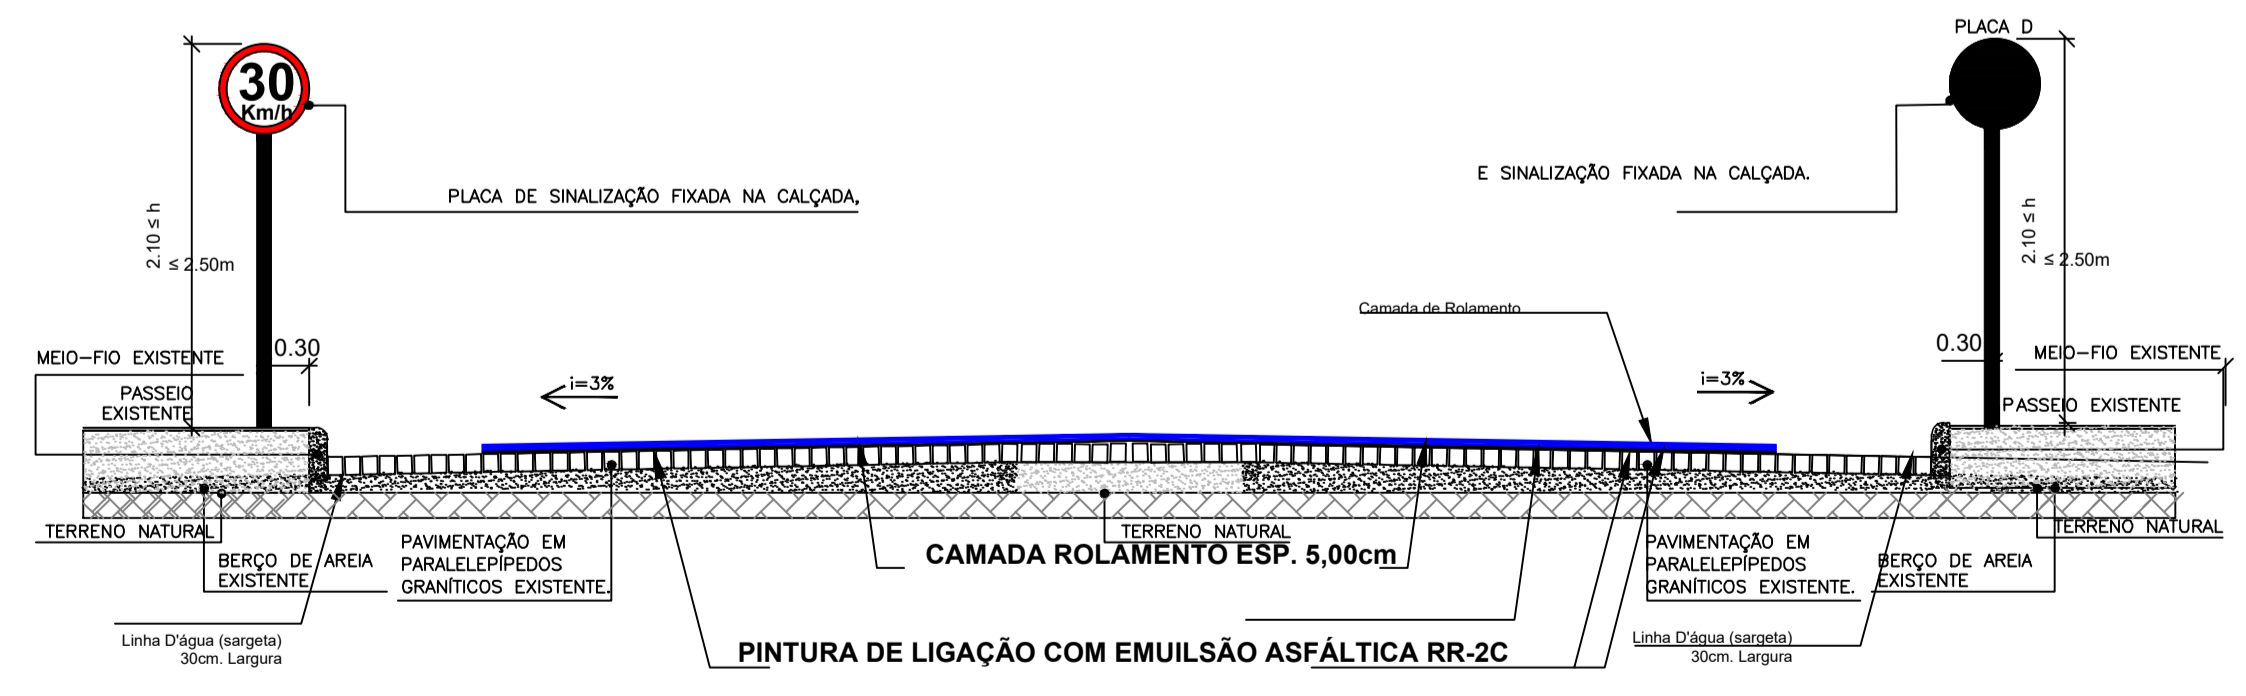 PLACA D
30
Km/h
E SINALIZAÇÃO FIXADA NA CALÇADA.
PLACA DE SINALIZAÇÃO FIXADA NA CALÇADA,
2.10 ≤ h
≤ 2.50m
2.10 ≤ h
≤ 2.50m
Camada de Rolamento
0.30
0.30
MEIO-FIO EXISTENTE
MEIO-FIO EXISTENTE
i=3%
i=3%
PASSEIO
EXISTENTE
PASSEIO EXISTENTE
TERRENO NATURAL
TERRENO NATURAL
TERRENO NATURAL
BERÇO DE AREIA
EXISTENTE
PAVIMENTAÇÃO EM
PARALELEPÍPEDOS
GRANÍTICOS EXISTENTE.
CAMADA ROLAMENTO ESP. 5,00cm
PAVIMENTAÇÃO EM
PARALELEPÍPEDOS
GRANÍTICOS EXISTENTE.
BERÇO DE AREIA
EXISTENTE
Linha D'água (sargeta)
30cm. Largura
PINTURA DE LIGAÇÃO COM EMUILSÃO ASFÁLTICA RR-2C
Linha D'água (sargeta)
30cm. Largura